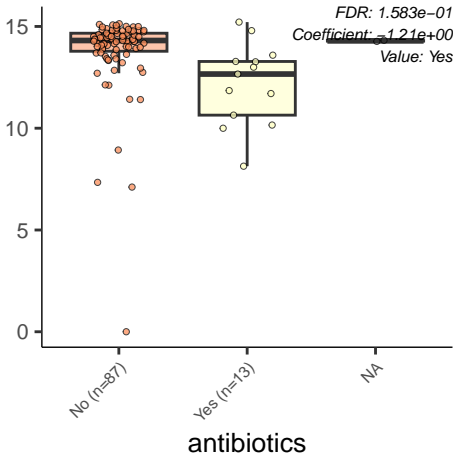 FDR: 1.583e−01
Coefficient: −1.21e+00
Value: Yes
15
10
5
0
No (n=87)
Yes (n=13)
NA
antibiotics